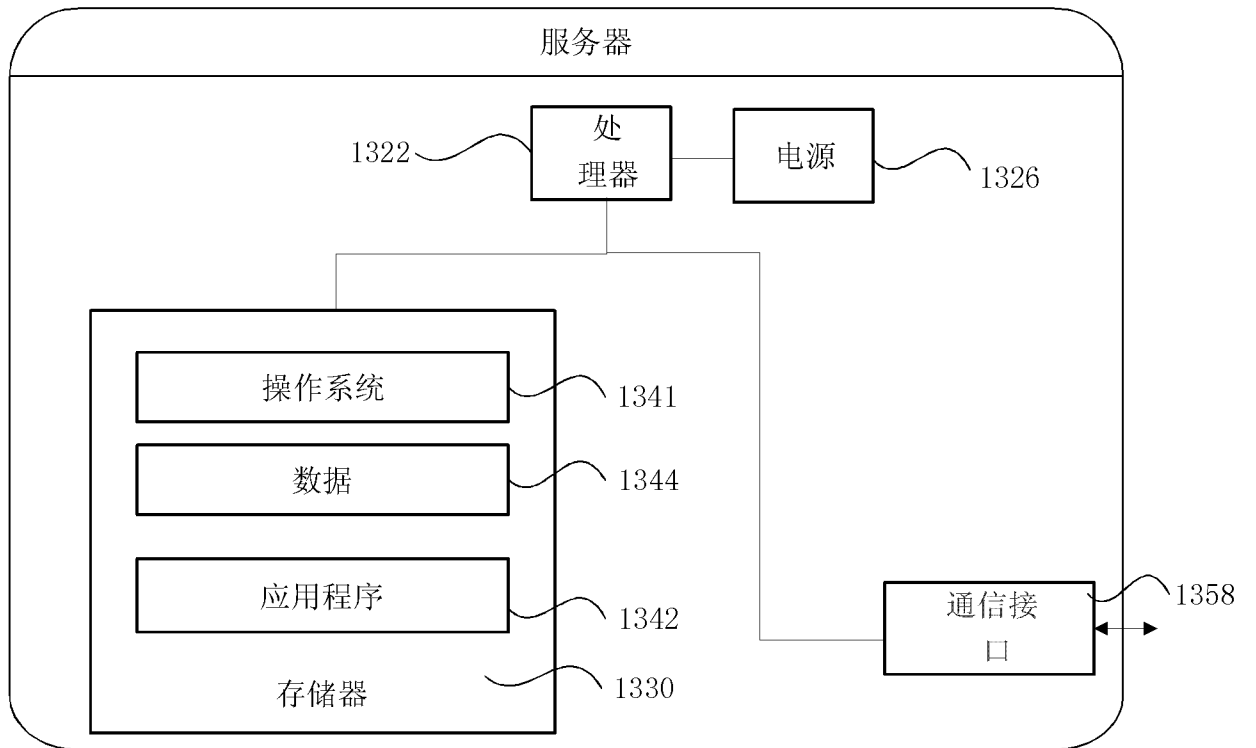 服务器
处
理器
1322
电源
1326
操作系统
1341
数据
1344
应用程序
1342
存储器
1330
通信接
口
1358